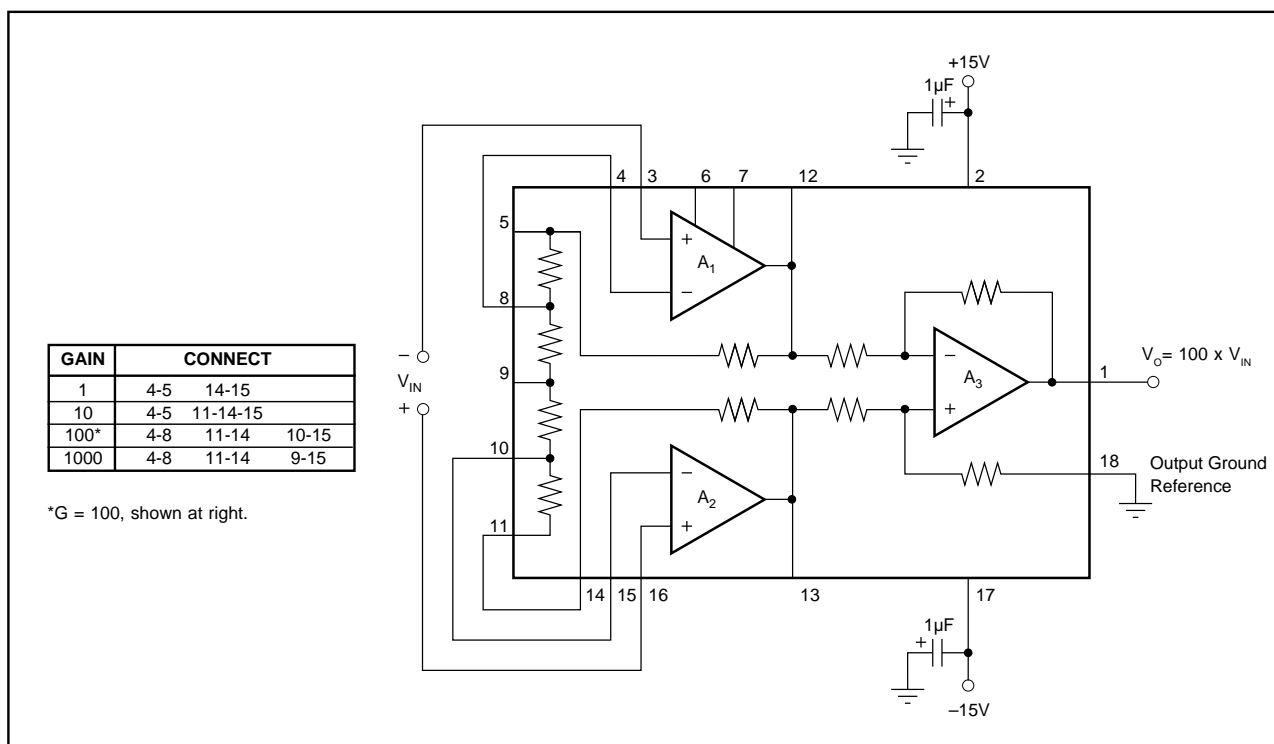 +15V
1µF
+
4 3 6 7 12 2
5
+
A1
−
8
−
VIN
+
9
−
A3
+
1
VO= 100 x VIN
10
−
A2
+
18
Output Ground
Reference
11
14 15 16 13 17
1µF
+
–15V
GAIN CONNECT
1 4-5 14-15
10 4-5 11-14-15
100* 4-8 11-14 10-15
1000 4-8 11-14 9-15
*G = 100, shown at right.